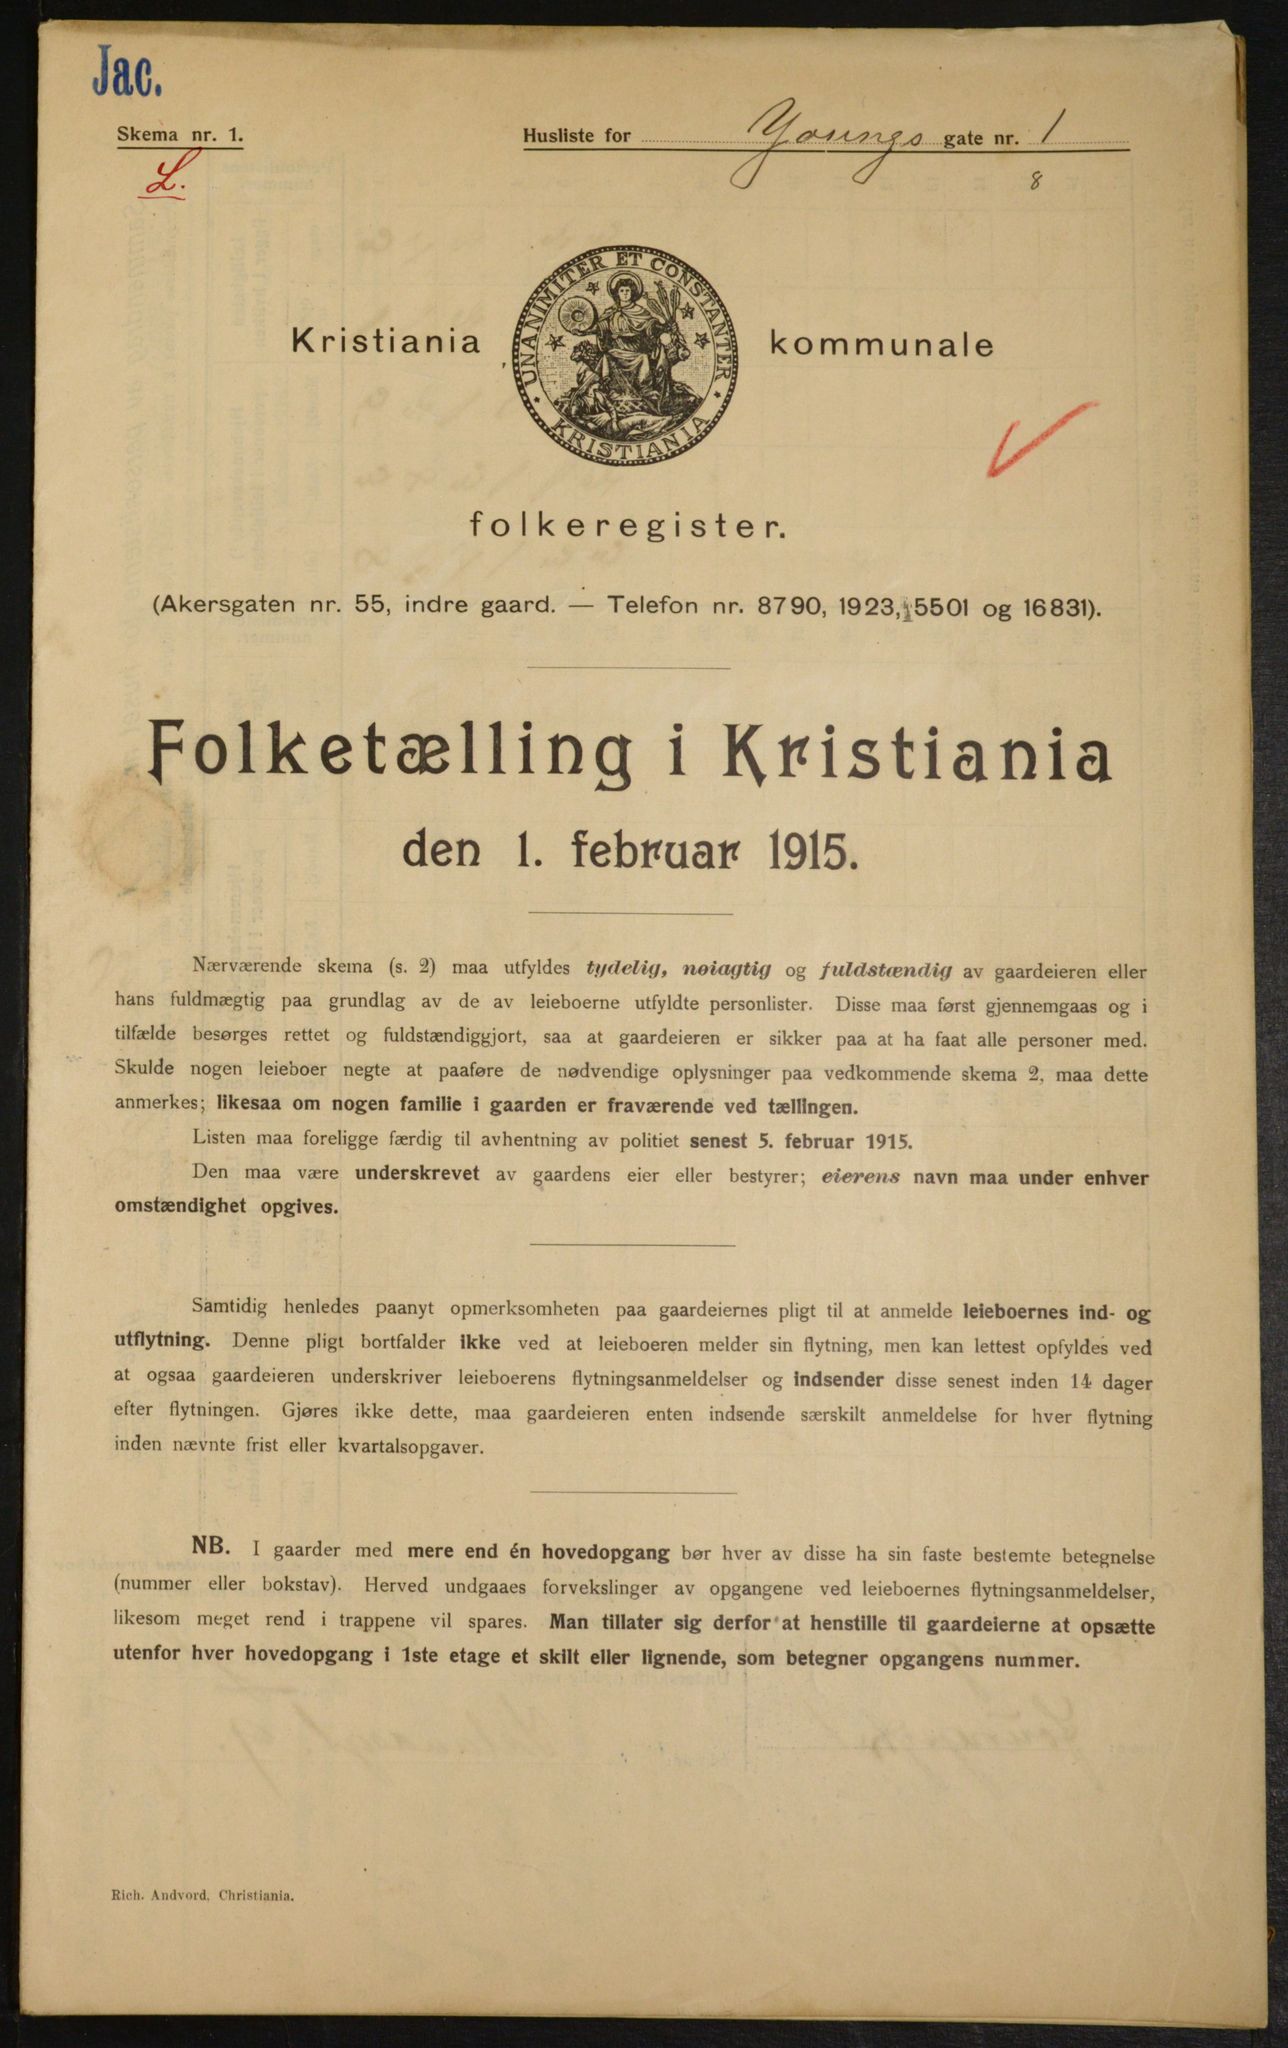 Jac.
Skema nr. 1.
L.
Husliste for Youngs gate nr. 1
8
UNANIMITER ET CONSTANTER
KRISTIANIA
Kristiania kommunale
folkeregister.
(Akersgaten nr. 55, indre gaard. — Telefon nr. 8790, 1923, 5501 og 16831).
Folketælling i Kristiania
den 1. februar 1915.
Nærværende skema (s. 2) maa utfyldes tydelig, nøiagtig og fuldstændig av gaardeieren eller
hans fuldmægtig paa grundlag av de av leieboerne utfyldte personlister. Disse maa først gjennemgaas og i
tilfælde besørges rettet og fuldstændiggjort, saa at gaardeieren er sikker paa at ha faat alle personer med.
Skulde nogen leieboer negte at paaføre de nødvendige oplysninger paa vedkommende skema 2, maa dette
anmerkes; likesaa om nogen familie i gaarden er fraværende ved tællingen.
Listen maa foreligge færdig til avhentning av politiet senest 5. februar 1915.
Den maa være underskrevet av gaardens eier eller bestyrer; eierens navn maa under enhver
omstændighet opgives.
Samtidig henledes paanyt opmerksomheten paa gaardeiernes pligt til at anmelde leieboernes ind- og
utflytning. Denne pligt bortfalder ikke ved at leieboeren melder sin flytning, men kan lettest opfyldes ved
at ogsaa gaardeieren underskriver leieboerens flytningsanmeldelser og indsender disse senest inden 14 dager
efter flytningen. Gjøres ikke dette, maa gaardeieren enten indsende særskilt anmeldelse for hver flytning
inden nævnte frist eller kvartalsopgaver.
NB. I gaarder med mere end én hovedopgang bør hver av disse ha sin faste bestemte betegnelse
(nummer eller bokstav). Herved undgaaes forvekslinger av opgangene ved leieboernes flytningsanmeldelser,
likesom meget rend i trappene vil spares. Man tillater sig derfor at henstille til gaardeierne at opsætte
utenfor hver hovedopgang i 1ste etage et skilt eller lignende, som betegner opgangens nummer.
Rich. Andvord, Christiania.